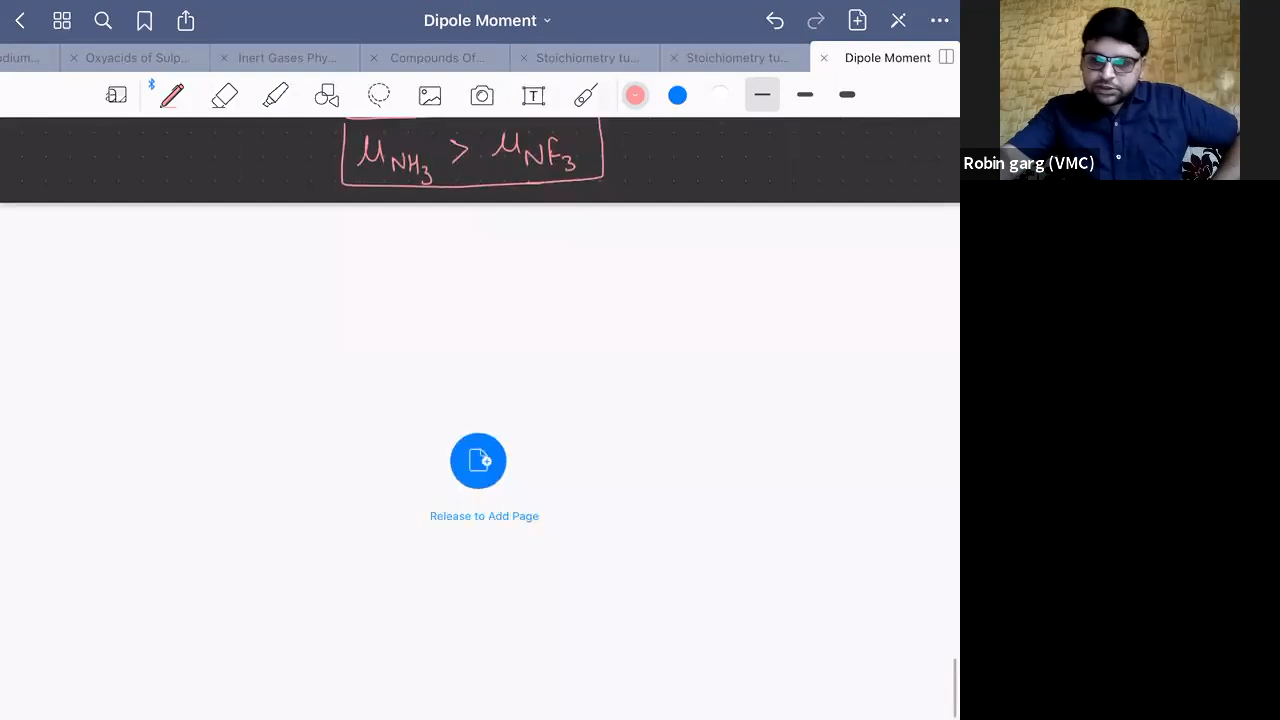 Dipole Moment
odium...
Oxyacids of Sulp...
Inert Gases Phy...
Compounds Of...
Stoichiometry tu...
Stoichiometry tu...
Dipole Moment
T
μNH3 > μNF3
Release to Add Page
Robin garg (VMC)